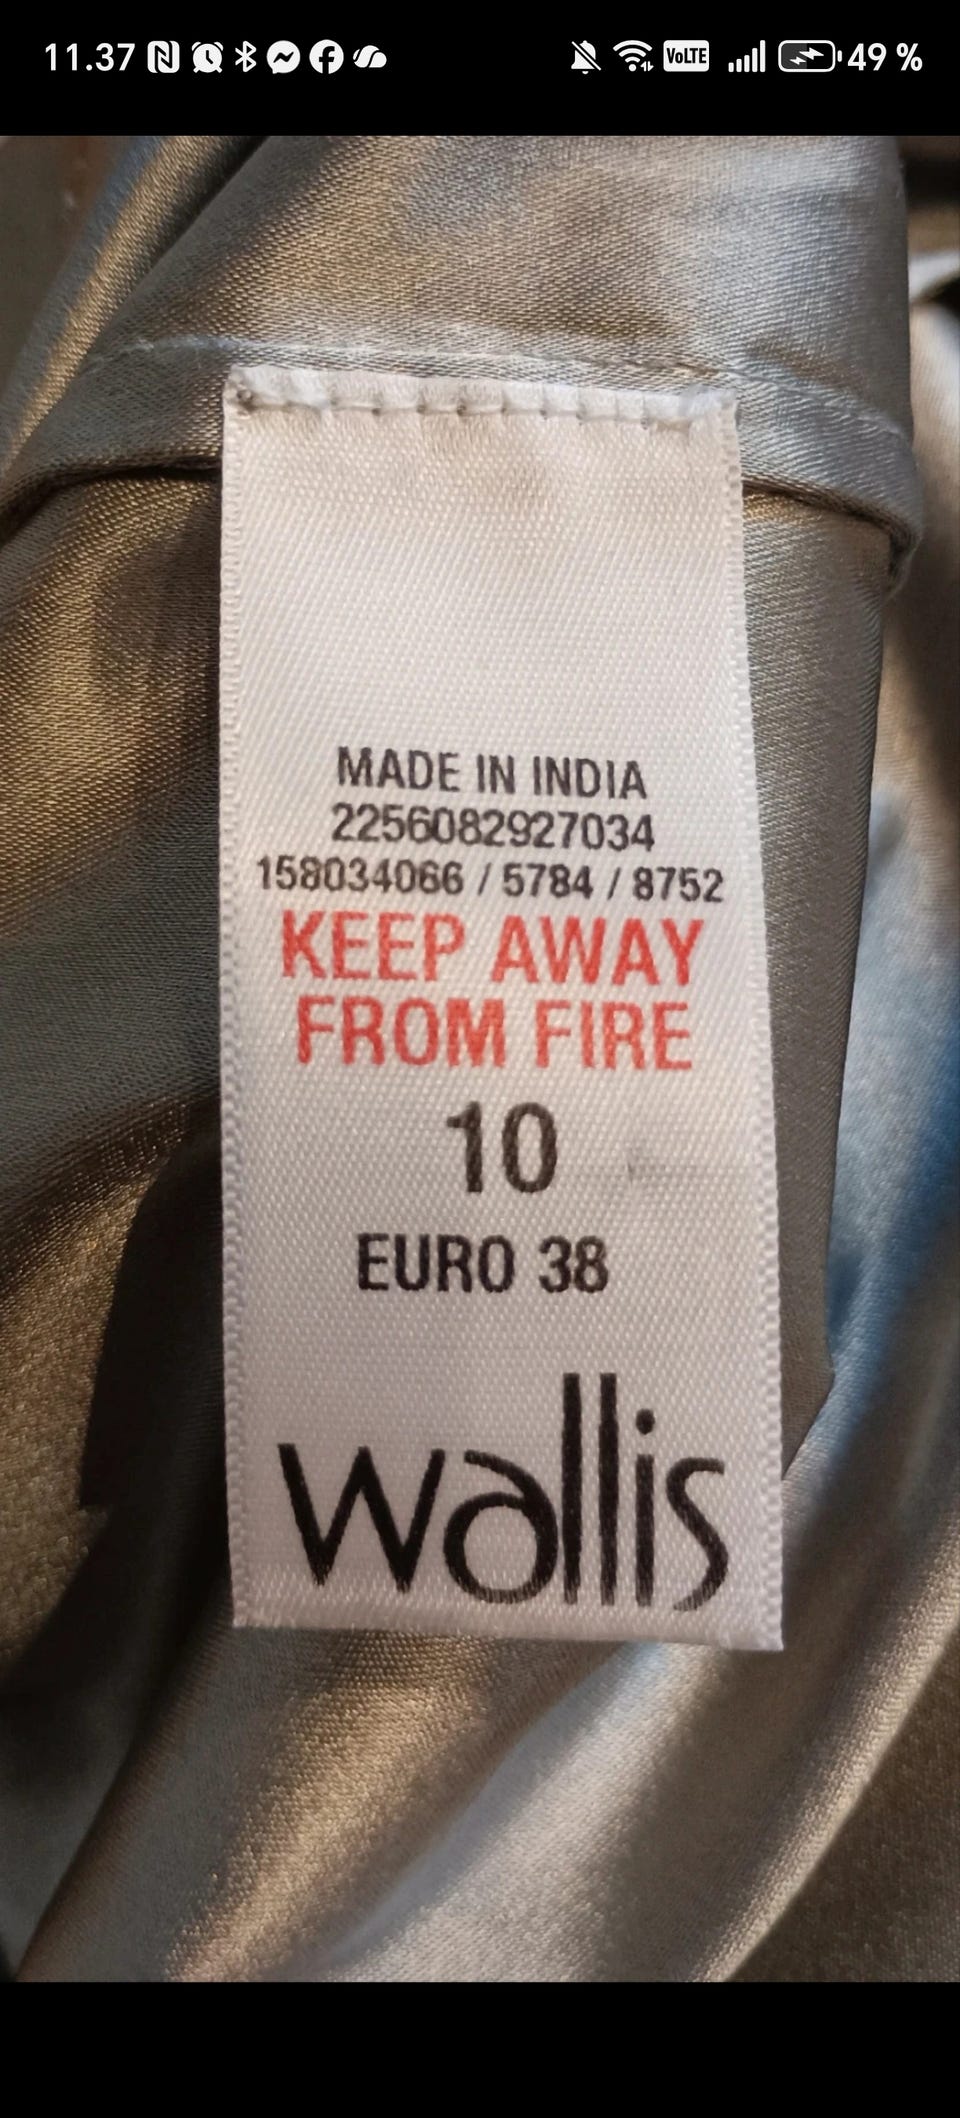 11.37
VoLTE
49 %
MADE IN INDIA
2256082927034
158034066 / 5784 / 8752
KEEP AWAY
FROM FIRE
10
EURO 38
wallis